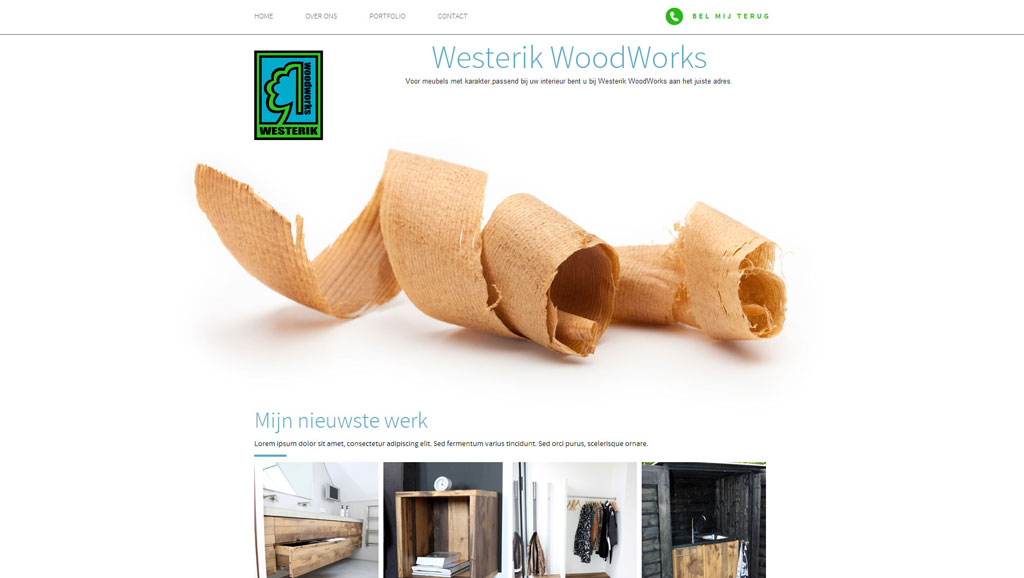 HOME OVER ONS PORTFOLIO CONTACT BEL MIJ TERUG
woodworks
WESTERIK
Westerik WoodWorks
Voor meubels met karakter,passend bij uw interieur bent u bij Westerik WoodWorks aan het juiste adres.
Mijn nieuwste werk
Lorem ipsum dolor sit amet, consectetur adipiscing elit. Sed fermentum varius tincidunt. Sed orci purus, scelerisque ornare.